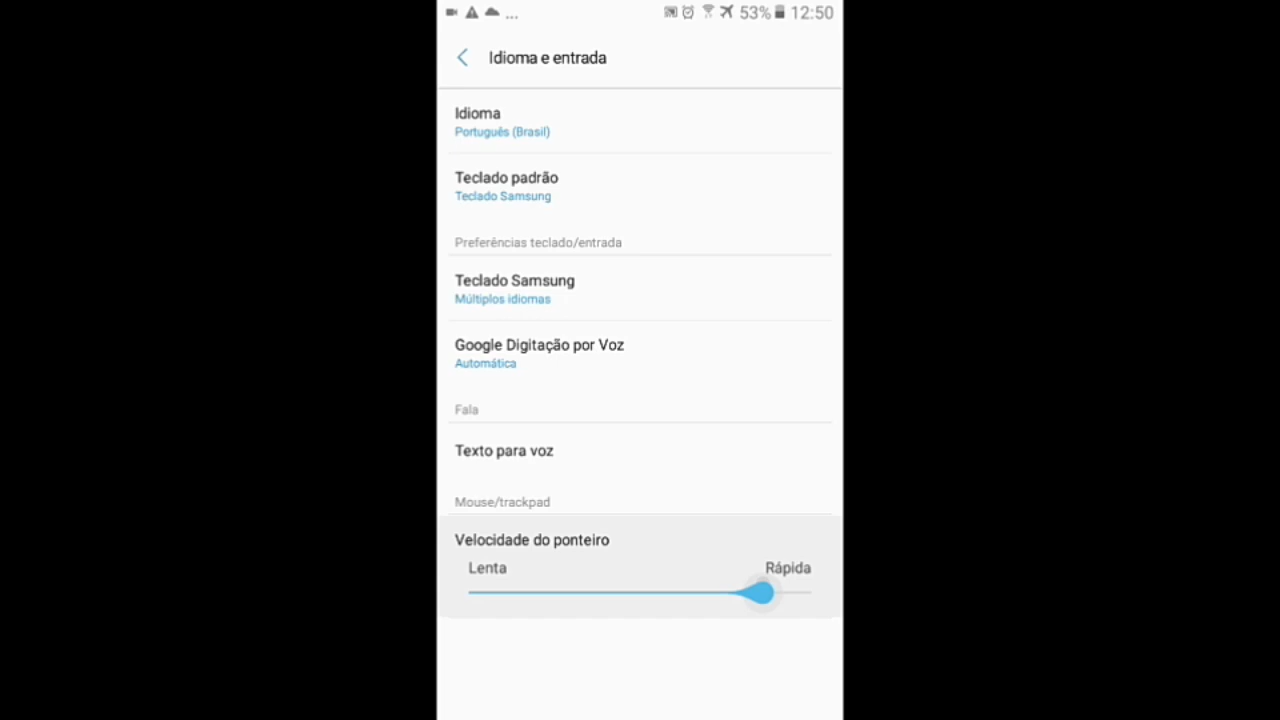 ... 53% 12:50
Idioma e entrada
Idioma
Português (Brasil)
Teclado padrão
Teclado Samsung
Preferências teclado/entrada
Teclado Samsung
Múltiplos idiomas
Google Digitação por Voz
Automática
Fala
Texto para voz
Mouse/trackpad
Velocidade do ponteiro
Lenta Rápida